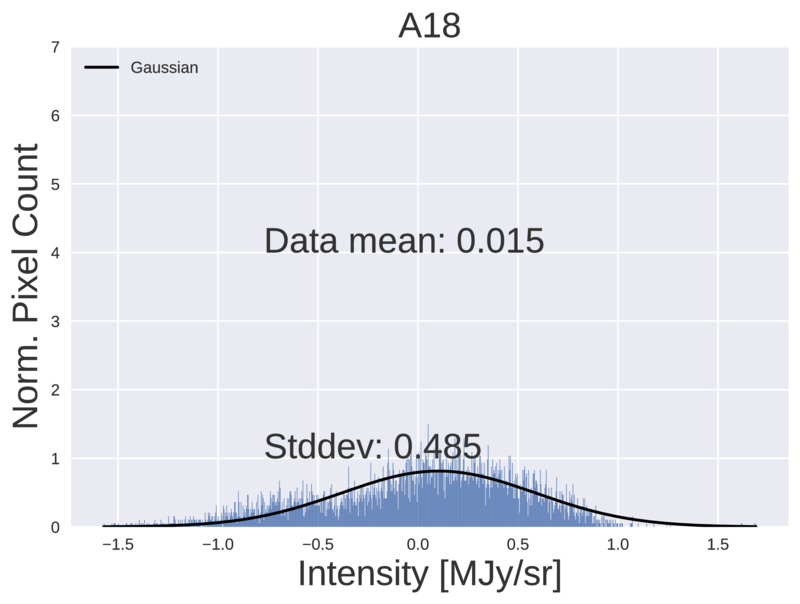 A18
7
Gaussian
6
5
Data mean: 0.015
4
3
2
Stddev: 0.485
1
0
−1.5 −1.0 −0.5 0.0 0.5 1.0 1.5
Intensity [MJy/sr]
Norm. Pixel Count